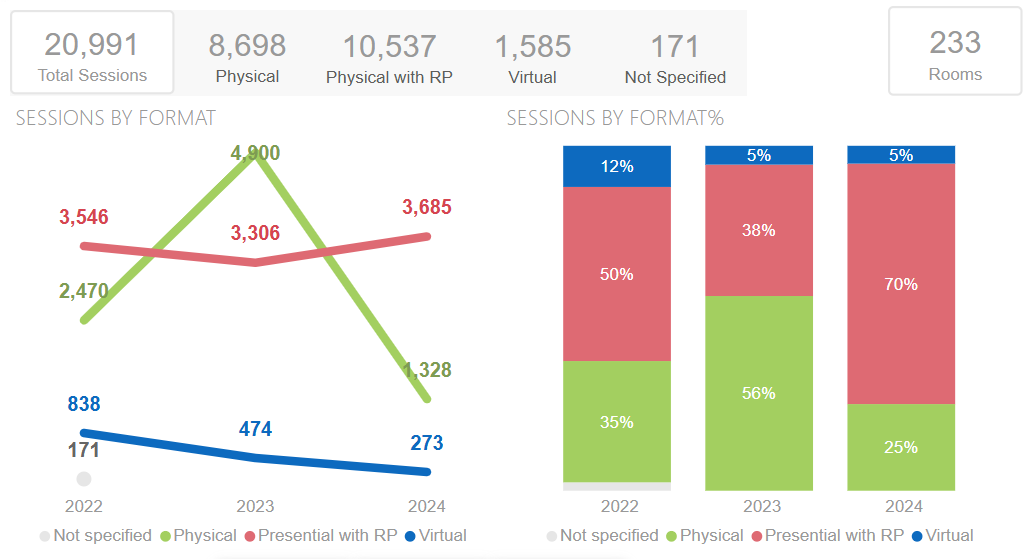 20,991
Total Sessions
8,698
Physical
10,537
Physical with RP
1,585
Virtual
171
Not Specified
233
Rooms
SESSIONS BY FORMAT
4,900
3,546
3,306
3,685
2,470
1,328
838
474
273
171
2022 2023 2024
Not specified Physical Presential with RP Virtual
SESSIONS BY FORMAT%
12% 5% 5%
50% 38% 70%
35% 56% 25%
2022 2023 2024
Not specified Physical Presential with RP Virtual